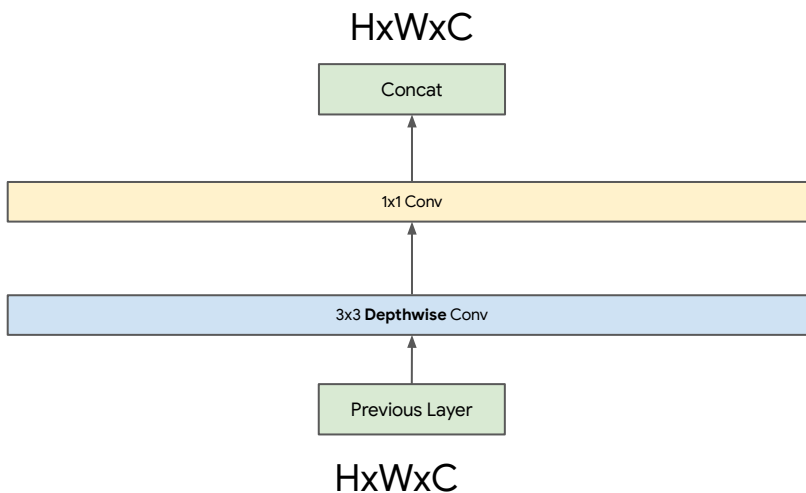 HxWxC
Concat
1x1 Conv
3x3 Depthwise Conv
Previous Layer
HxWxC